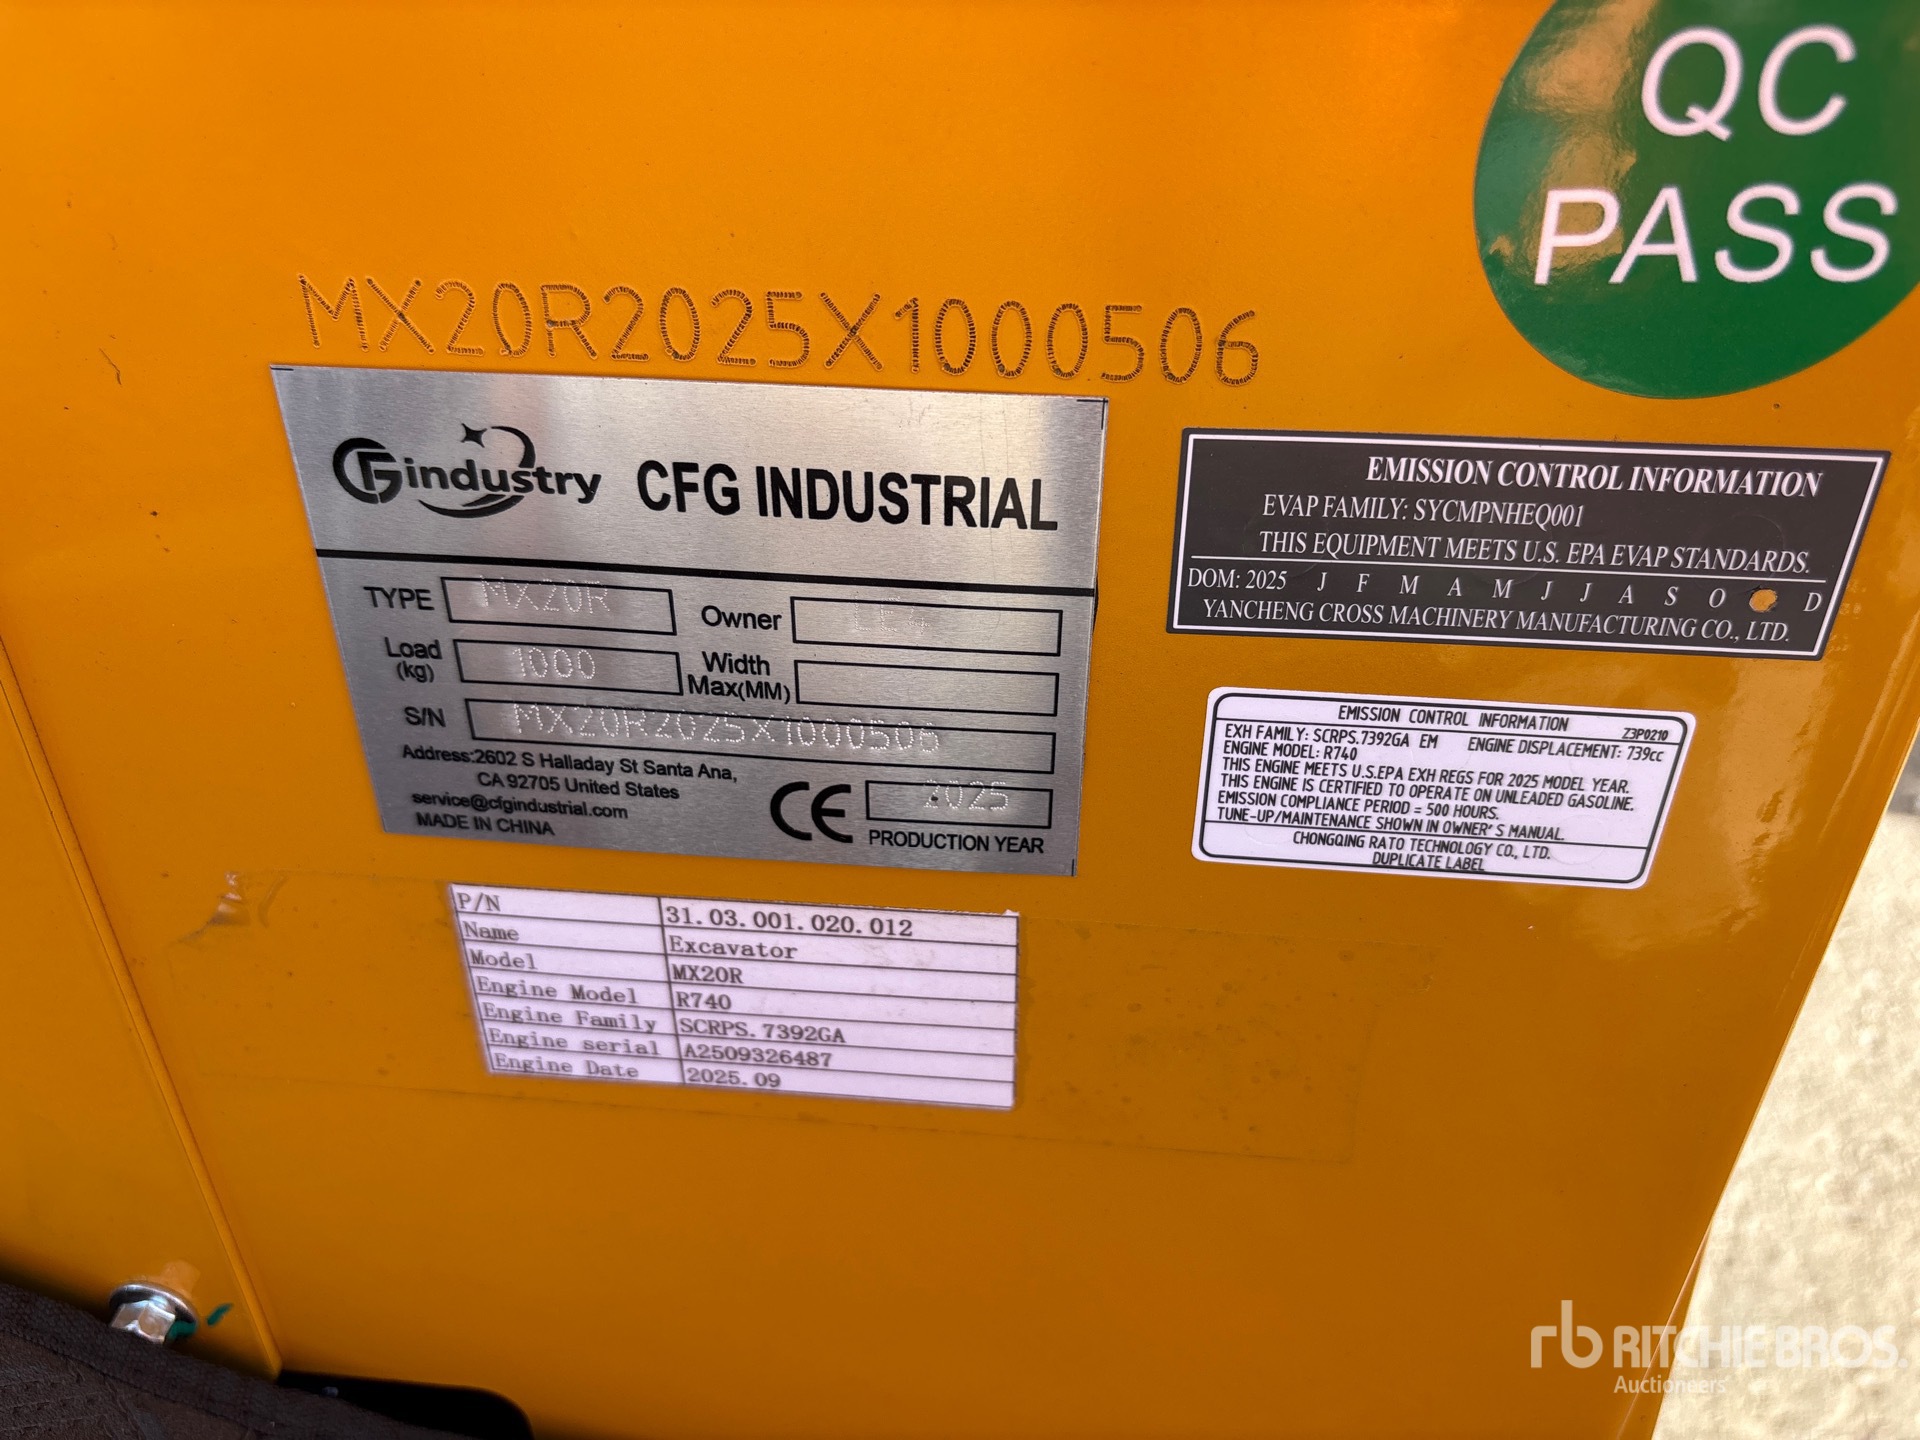 QC
PASS
MX20R2025X1000506
CFG industry CFG INDUSTRIAL
TYPE MX20R Owner
Load (kg) 1000 Width Max(MM)
S/N MX20R2025X1000506
Address:2602 S Halladay St Santa Ana,
CA 92705 United States
service@cfgindustrial.com
MADE IN CHINA
CE 2025
PRODUCTION YEAR
EMISSION CONTROL INFORMATION
EVAP FAMILY: SYCMPNHEQ001
THIS EQUIPMENT MEETS U.S. EPA EVAP STANDARDS.
DOM: 2025 J F M A M J J A S O D
YANCHENG CROSS MACHINERY MANUFACTURING CO., LTD.
EMISSION CONTROL INFORMATION Z3P0210
EXH FAMILY: SCRPS.7392GA EM ENGINE DISPLACEMENT: 739cc
ENGINE MODEL: R740
THIS ENGINE MEETS U.S.EPA EXH REGS FOR 2025 MODEL YEAR.
THIS ENGINE IS CERTIFIED TO OPERATE ON UNLEADED GASOLINE.
EMISSION COMPLIANCE PERIOD = 500 HOURS.
TUNE-UP/MAINTENANCE SHOWN IN OWNER'S MANUAL.
CHONGQING RATO TECHNOLOGY CO., LTD.
DUPLICATE LABEL
P/N 31.03.001.020.012
Name Excavator
Model MX20R
Engine Model R740
Engine Family SCRPS.7392GA
Engine serial A2509326487
Engine Date 2025.09
rb RITCHIE BROS.
Auctioneers